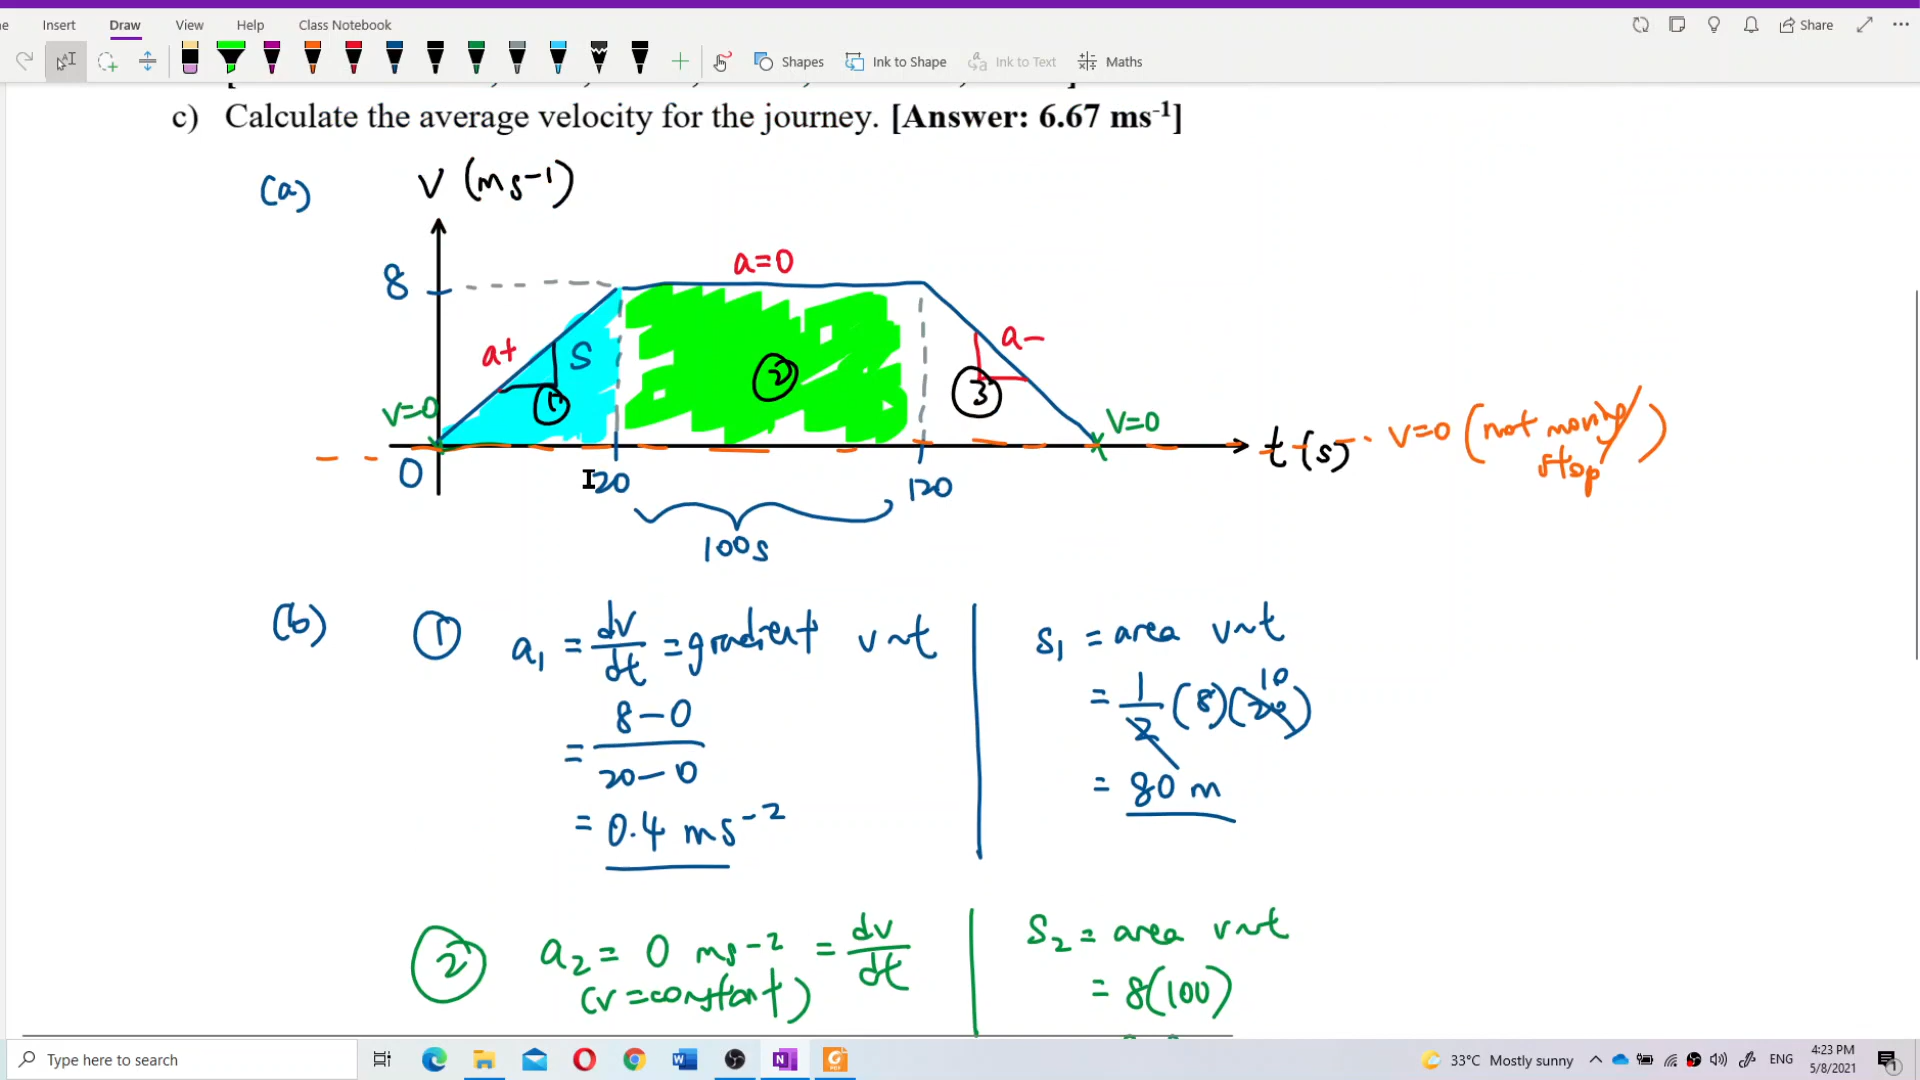 Insert Draw View Help Class Notebook Share
Shapes Ink to Shape Ink to Text Maths
c) Calculate the average velocity for the journey. [Answer: 6.67 ms-1]
(a)
V (ms-1)
a=0
8
a+
S
a-
①
②
③
V=0
V=0
t (s)
V=0 (not moving/
stop)
0
20
120
100s
(b)
①
a₁ = dv/dt = gradient v~t
= 8-0/20-0
= 0.4 ms-2
S₁ = area v~t
= 1/2 (8)(20) 10
= 80 m
②
a₂ = 0 ms-2 = dv/dt
(v = constant)
S₂ = area v~t
= 8(100)
Type here to search
33°C Mostly sunny
ENG
4:23 PM
5/8/2021